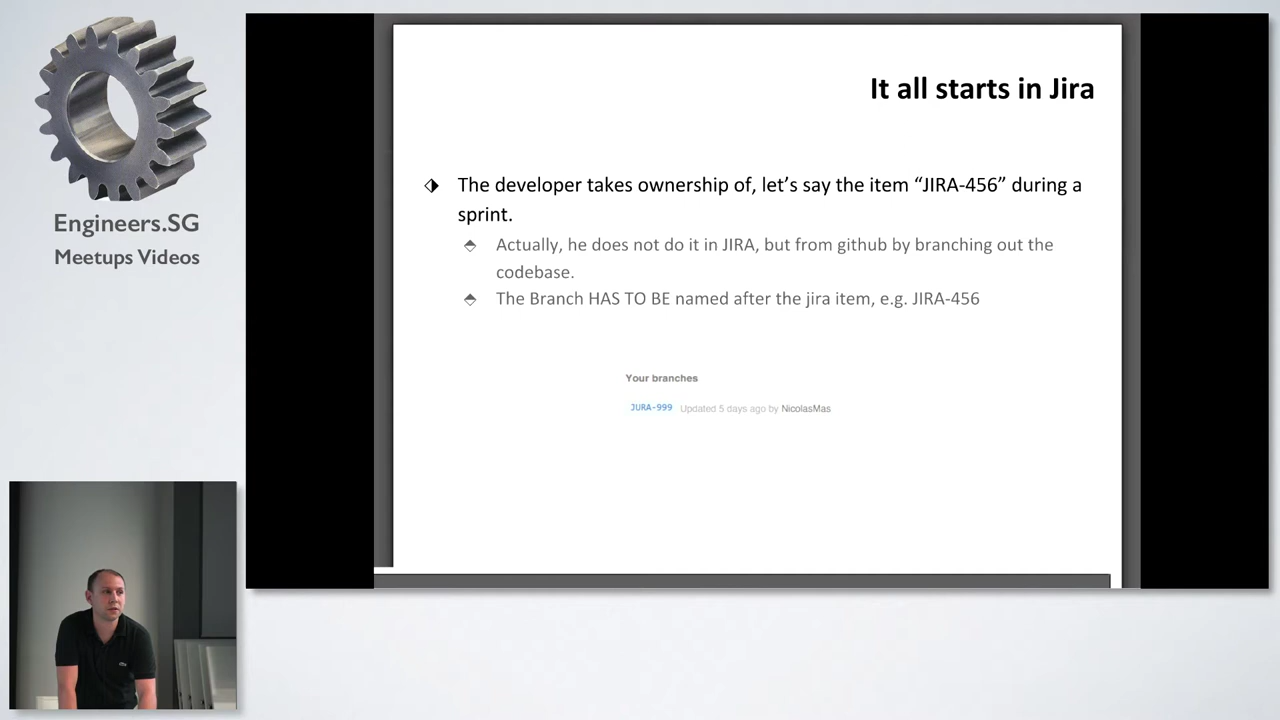 Engineers.SG
Meetups Videos
It all starts in Jira
The developer takes ownership of, let’s say the item “JIRA-456” during a
sprint.
Actually, he does not do it in JIRA, but from github by branching out the
codebase.
The Branch HAS TO BE named after the jira item, e.g. JIRA-456
Your branches
JURA-999 Updated 5 days ago by NicolasMas